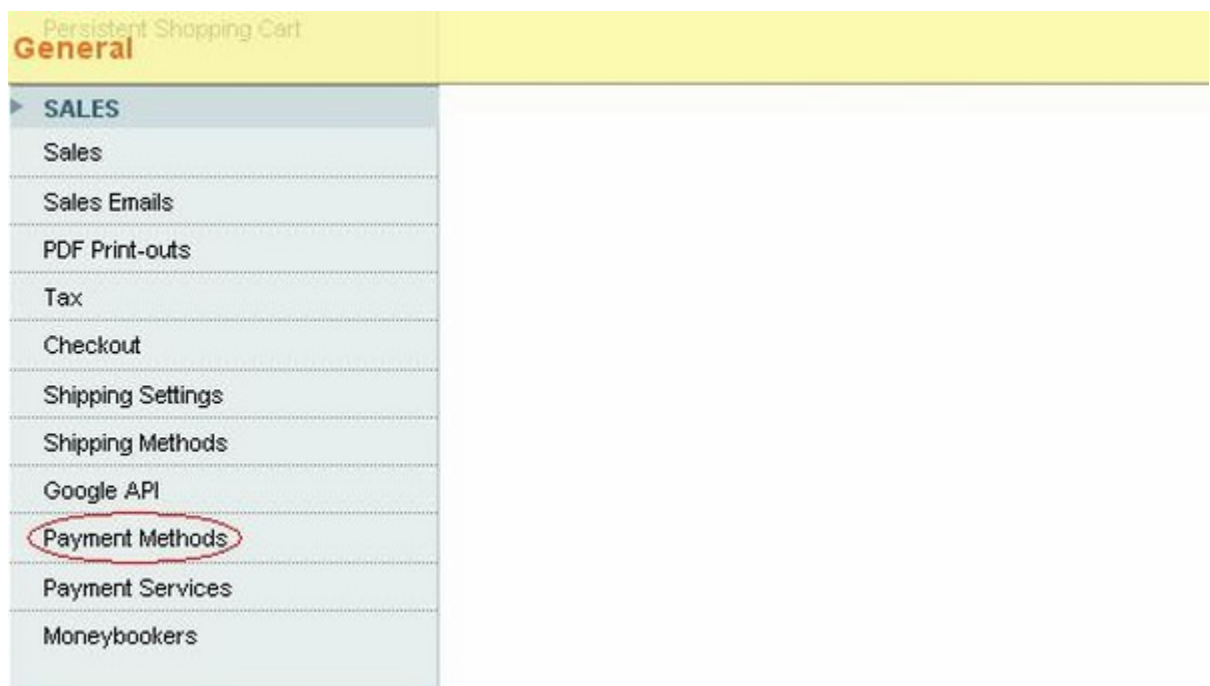 Persistent Shopping Cart
General
SALES
Sales
Sales Emails
PDF Print-outs
Tax
Checkout
Shipping Settings
Shipping Methods
Google API
Payment Methods
Payment Services
Moneybookers